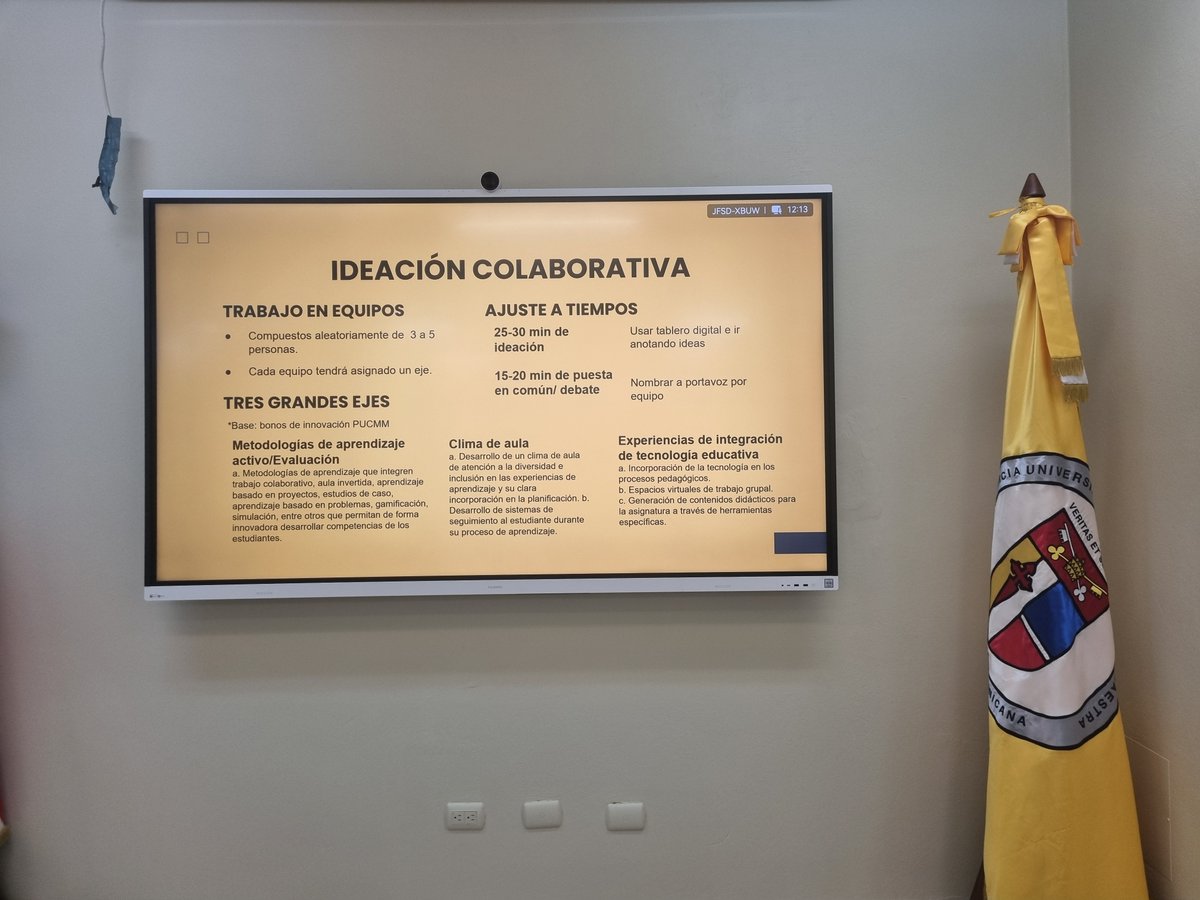 JFSD-XBUW | 12:13
IDEACIÓN COLABORATIVA
TRABAJO EN EQUIPOS
● Compuestos aleatoriamente de 3 a 5
personas.
● Cada equipo tendrá asignado un eje.
AJUSTE A TIEMPOS
25-30 min de
ideación
Usar tablero digital e ir
anotando ideas
15-20 min de puesta
en común/ debate
Nombrar a portavoz por
equipo
TRES GRANDES EJES
*Base: bonos de innovación PUCMM
Metodologías de aprendizaje
activo/Evaluación
a. Metodologías de aprendizaje que integren
trabajo colaborativo, aula invertida, aprendizaje
basado en proyectos, estudios de caso,
aprendizaje basado en problemas, gamificación,
simulación, entre otros que permitan de forma
innovadora desarrollar competencias de los
estudiantes.
Clima de aula
a. Desarrollo de un clima de aula
de atención a la diversidad e
inclusión en las experiencias de
aprendizaje y su clara
incorporación en la planificación. b.
Desarrollo de sistemas de
seguimiento al estudiante durante
su proceso de aprendizaje.
Experiencias de integración
de tecnología educativa
a. Incorporación de la tecnología en los
procesos pedagógicos.
b. Espacios virtuales de trabajo grupal.
c. Generación de contenidos didácticos para
la asignatura a través de herramientas
específicas.
CIA UNIVERS
VERITAS ET
ICANA
AESTRA